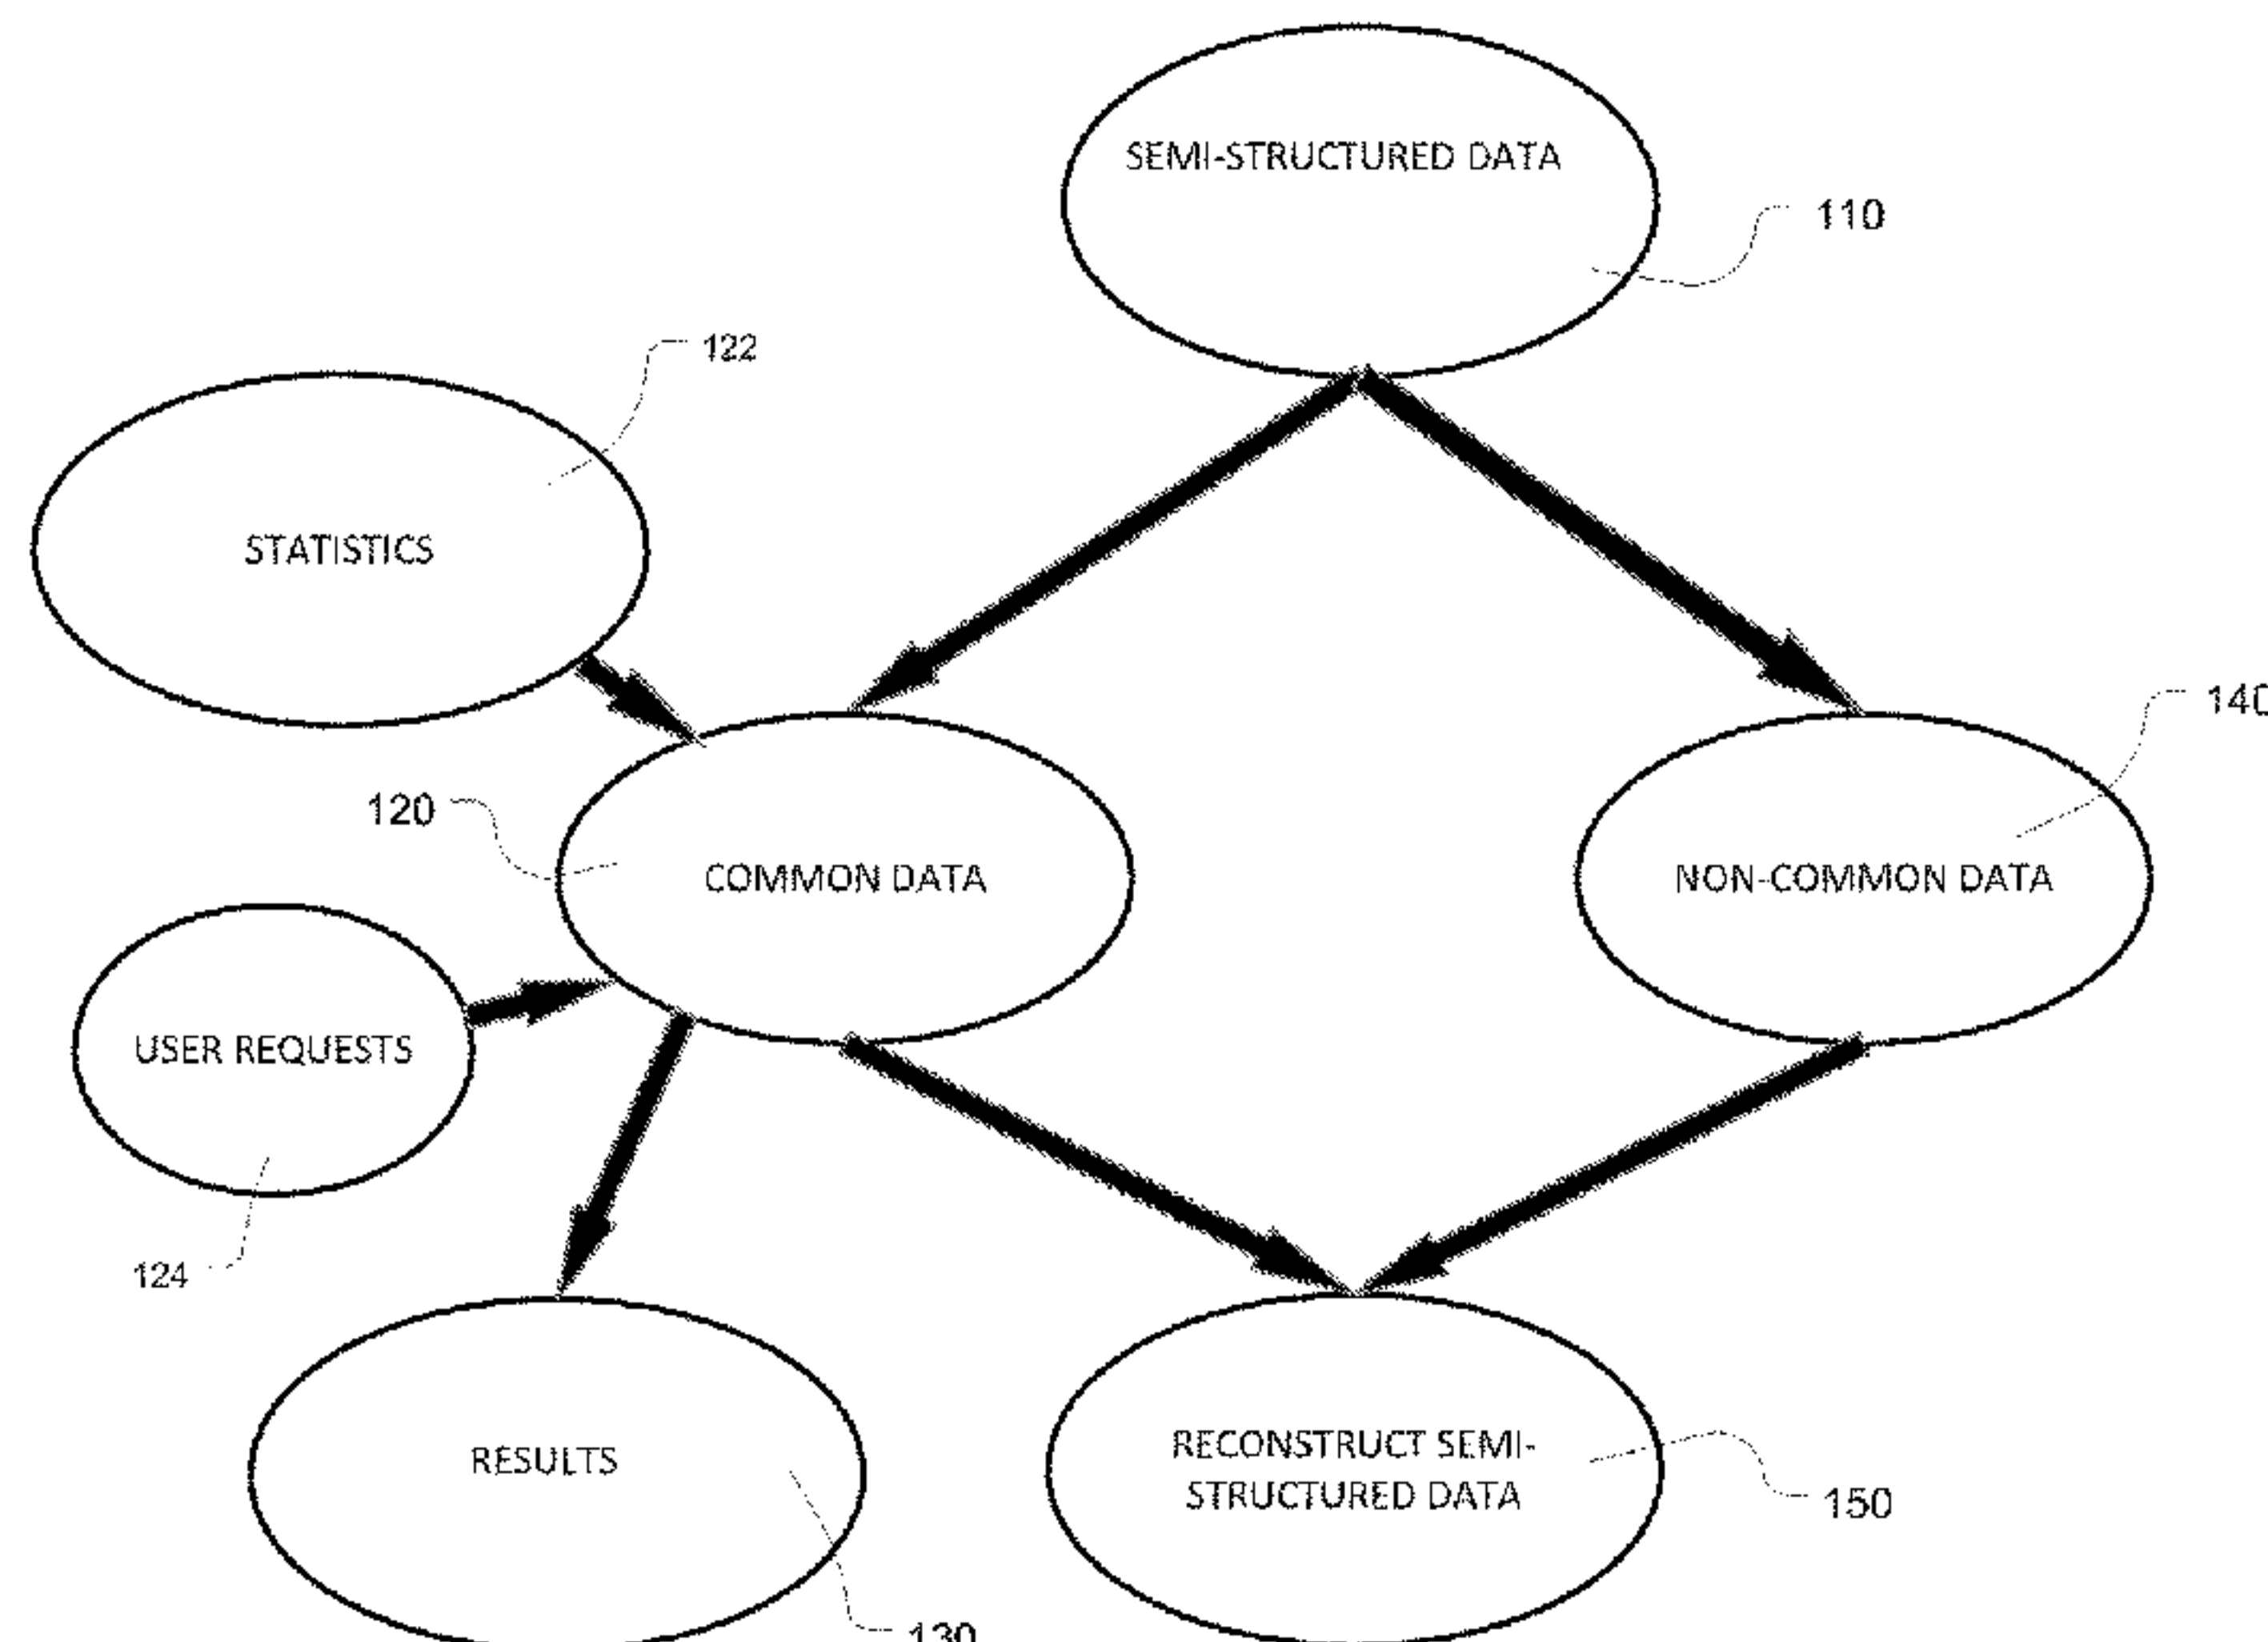 SEMI-STRUCTURED DATA
110
122
STATISTICS
140
120
COMMON DATA
NON-COMMON DATA
USER REQUESTS
124
RESULTS
RECONSTRUCT SEMI-
STRUCTURED DATA
150
130